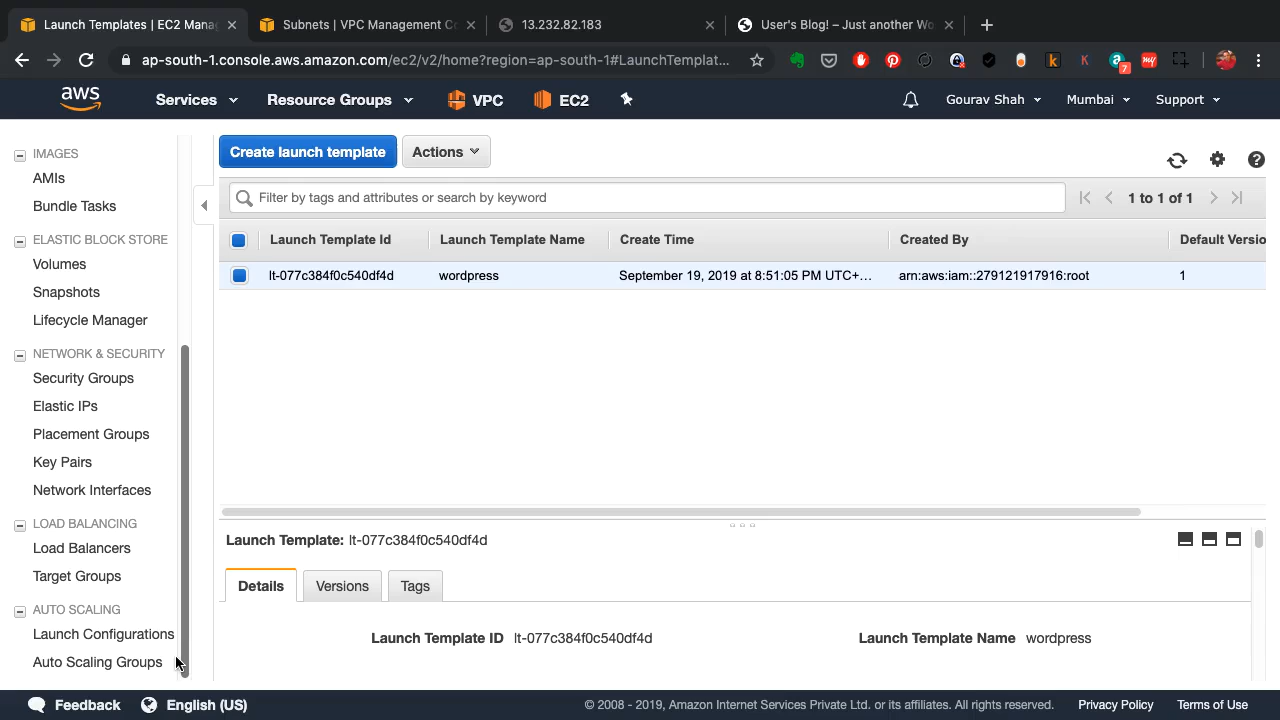 Launch Templates | EC2 Mana
Subnets | VPC Management Co
13.232.82.183
User's Blog! – Just another Wo
ap-south-1.console.aws.amazon.com/ec2/v2/home?region=ap-south-1#LaunchTemplat...
7
aws
Services
Resource Groups
VPC
EC2
Gourav Shah
Mumbai
Support
IMAGES
AMIs
Bundle Tasks
ELASTIC BLOCK STORE
Volumes
Snapshots
Lifecycle Manager
NETWORK & SECURITY
Security Groups
Elastic IPs
Placement Groups
Key Pairs
Network Interfaces
LOAD BALANCING
Load Balancers
Target Groups
AUTO SCALING
Launch Configurations
Auto Scaling Groups
Create launch template
Actions
Filter by tags and attributes or search by keyword
1 to 1 of 1
Launch Template Id
Launch Template Name
Create Time
Created By
Default Versio
lt-077c384f0c540df4d
wordpress
September 19, 2019 at 8:51:05 PM UTC+...
arn:aws:iam::279121917916:root
1
Launch Template: lt-077c384f0c540df4d
Details
Versions
Tags
Launch Template ID lt-077c384f0c540df4d
Launch Template Name wordpress
Feedback
English (US)
© 2008 - 2019, Amazon Internet Services Private Ltd. or its affiliates. All rights reserved.
Privacy Policy
Terms of Use